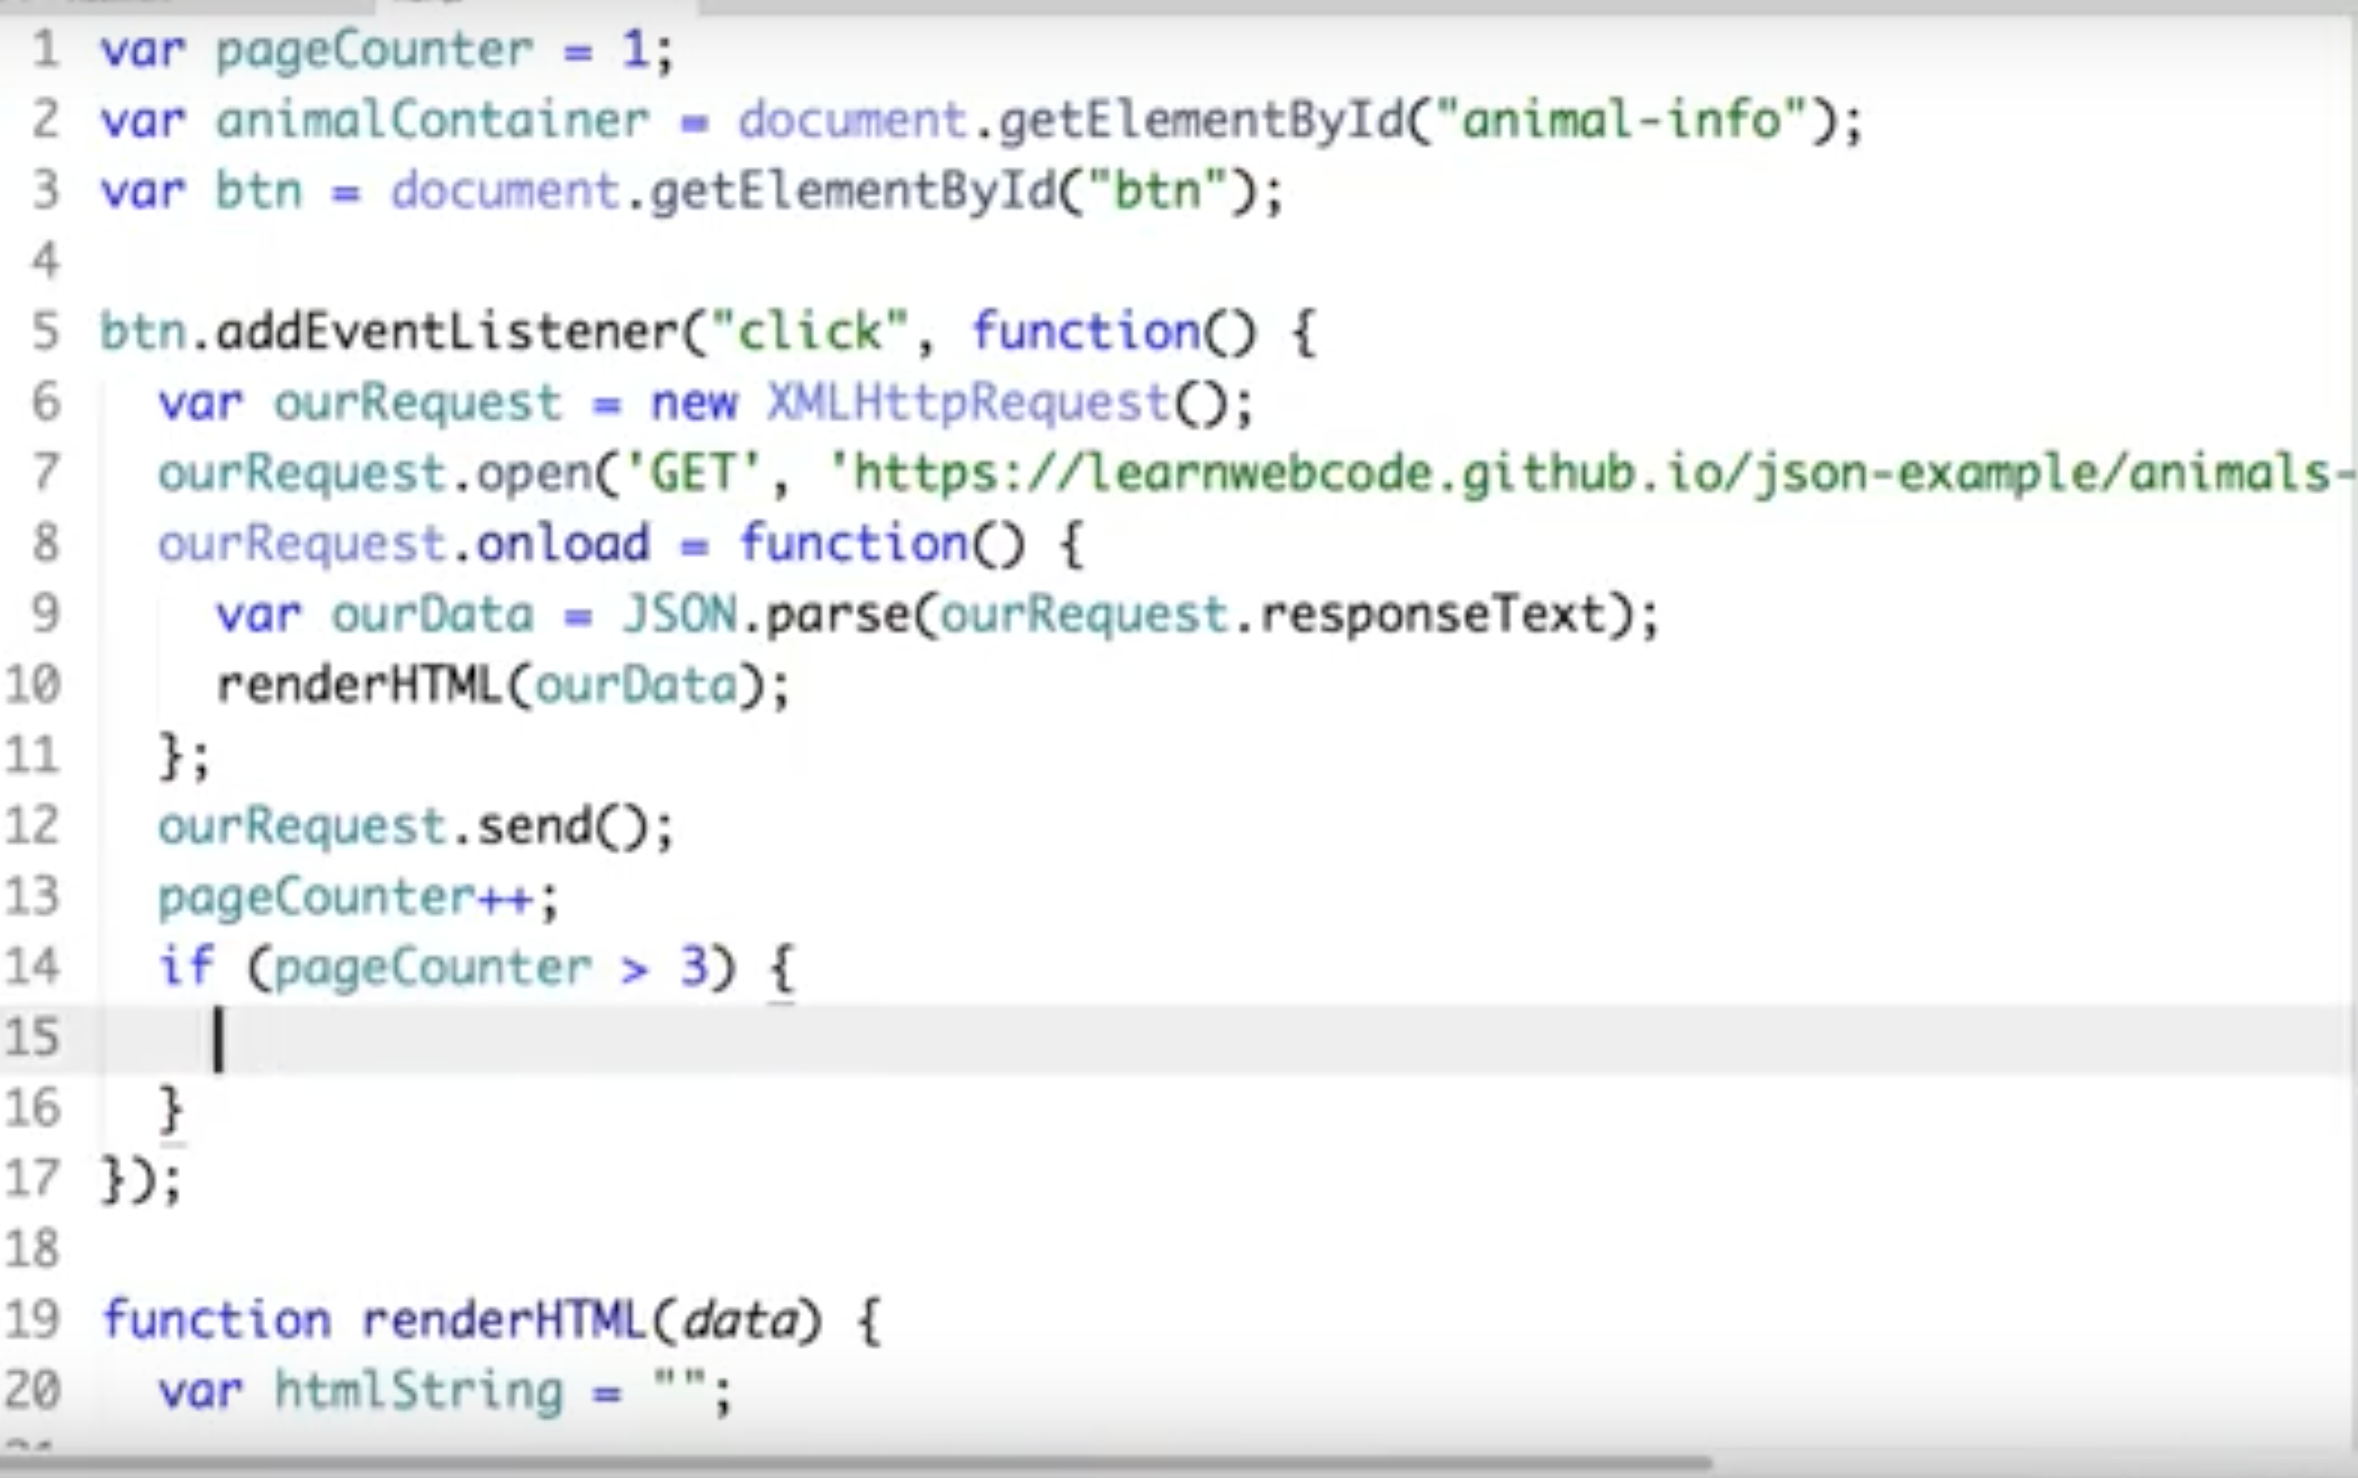 1 var pageCounter = 1;
2 var animalContainer = document.getElementById("animal-info");
3 var btn = document.getElementById("btn");
4
5 btn.addEventListener("click", function() {
6   var ourRequest = new XMLHttpRequest();
7   ourRequest.open('GET', 'https://learnwebcode.github.io/json-example/animals-
8   ourRequest.onload = function() {
9     var ourData = JSON.parse(ourRequest.responseText);
10     renderHTML(ourData);
11   };
12   ourRequest.send();
13   pageCounter++;
14   if (pageCounter > 3) {
15
16   }
17 });
18
19 function renderHTML(data) {
20   var htmlString = "";